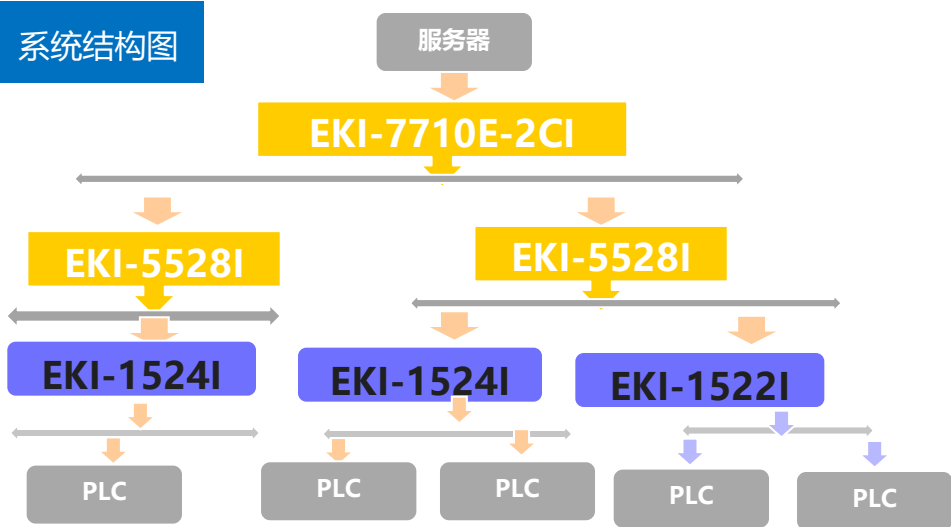 系统结构图
服务器
EKI-7710E-2CI
EKI-5528I
EKI-5528I
EKI-1524I
EKI-1524I
EKI-1522I
PLC
PLC
PLC
PLC
PLC